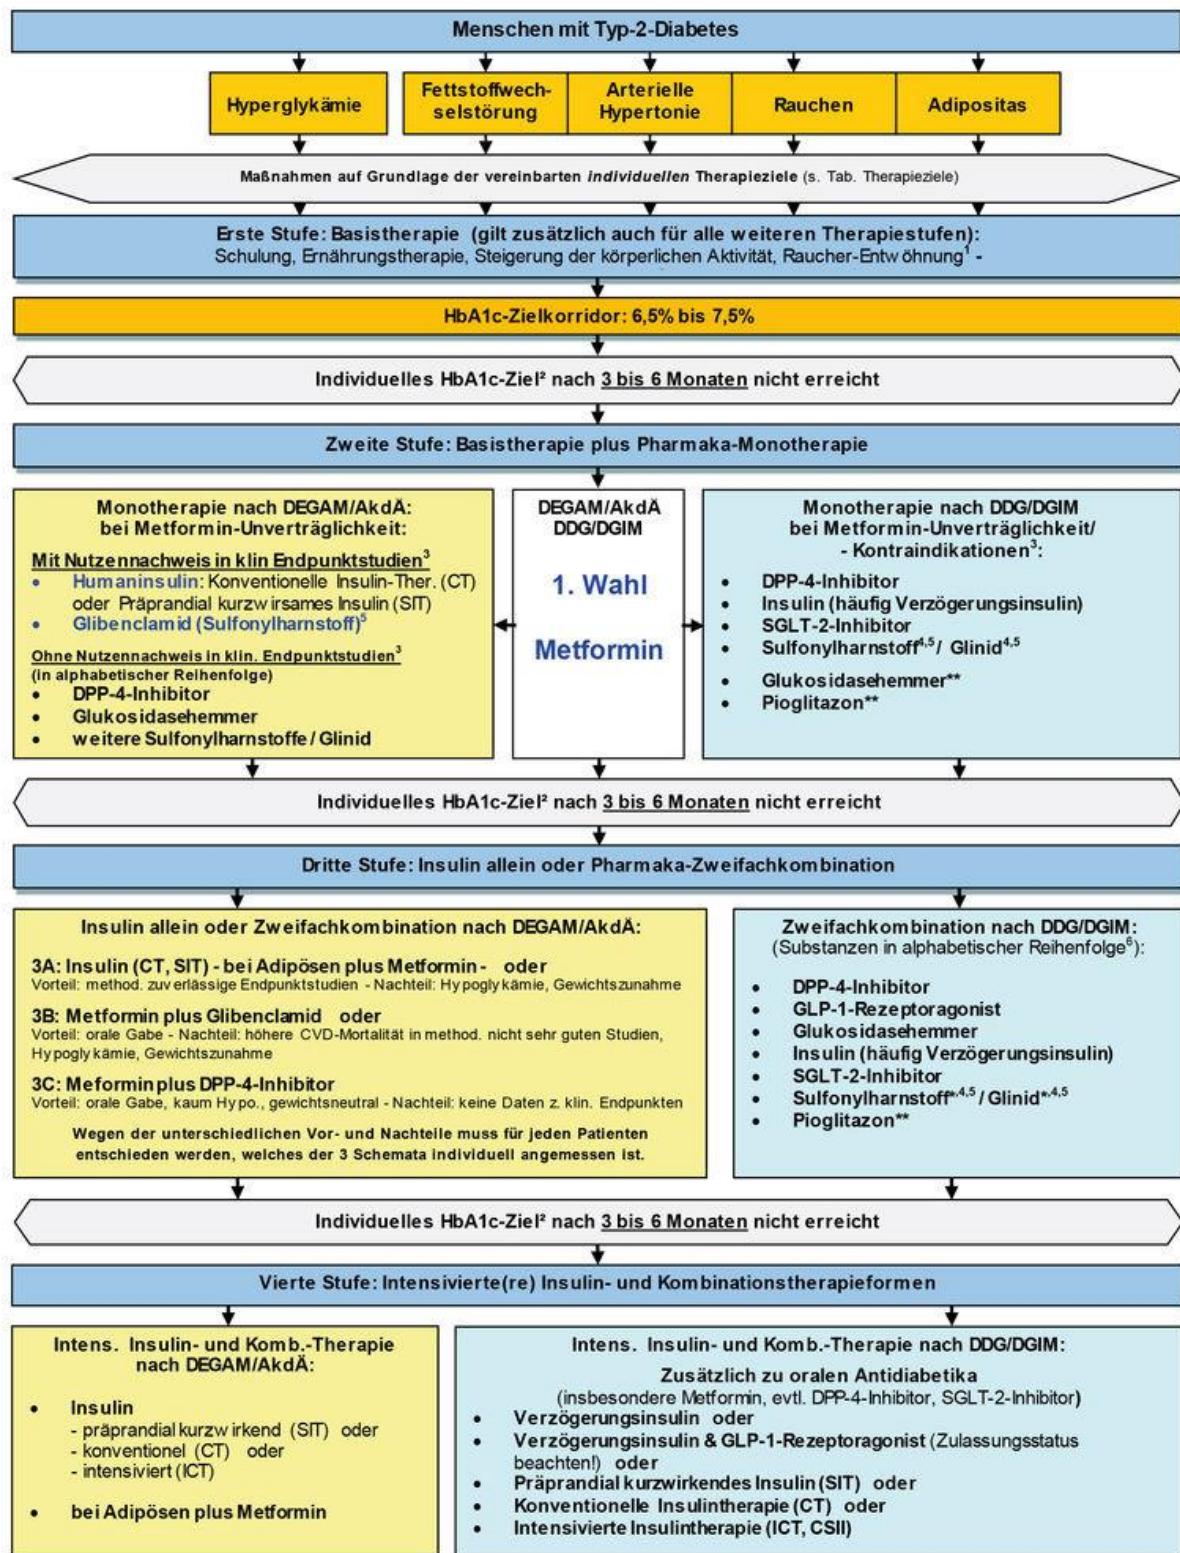 Menschen mit Typ-2-Diabetes
Hyperglykämie
Fettstoffwech-
selstörung
Arterielle
Hypertonie
Rauchen
Adipositas
Maßnahmen auf Grundlage der vereinbarten individuellen Therapieziele (s. Tab. Therapieziele)
Erste Stufe: Basistherapie (gilt zusätzlich auch für alle weiteren Therapiestufen):
Schulung, Ernährungstherapie, Steigerung der körperlichen Aktivität, Raucher-Entwöhnung¹ -
HbA1c-Zielkorridor: 6,5% bis 7,5%
Individuelles HbA1c-Ziel² nach 3 bis 6 Monaten nicht erreicht
Zweite Stufe: Basistherapie plus Pharmaka-Monotherapie
Monotherapie nach DEGAM/AkdÄ:
bei Metformin-Unverträglichkeit:
Mit Nutzennachweis in klin Endpunktstudien³
• Humaninsulin: Konventionelle Insulin-Ther. (CT)
oder Präprandial kurzwirsames Insulin (SIT)
• Glibenclamid (Sulfonylharnstoff)⁵
Ohne Nutzennachweis in klin. Endpunktstudien³
(in alphabetischer Reihenfolge)
• DPP-4-Inhibitor
• Glukosidasehemmer
• weitere Sulfonylharnstoffe / Glinid
DEGAM/AkdÄ
DDG/DGIM
1. Wahl
Metformin
Monotherapie nach DDG/DGIM
bei Metformin-Unverträglichkeit/
- Kontraindikationen³:
• DPP-4-Inhibitor
• Insulin (häufig Verzögerungsinsulin)
• SGLT-2-Inhibitor
• Sulfonylharnstoff⁴,⁵ / Glinid⁴,⁵
• Glukosidasehemmer**
• Pioglitazon**
Individuelles HbA1c-Ziel² nach 3 bis 6 Monaten nicht erreicht
Dritte Stufe: Insulin allein oder Pharmaka-Zweifachkombination
Insulin allein oder Zweifachkombination nach DEGAM/AkdÄ:
3A: Insulin (CT, SIT) - bei Adipösen plus Metformin - oder
Vorteil: method. zuverlässige Endpunktstudien - Nachteil: Hypoglykämie, Gewichtszunahme
3B: Metformin plus Glibenclamid oder
Vorteil: orale Gabe - Nachteil: höhere CVD-Mortalität in method. nicht sehr guten Studien,
Hypoglykämie, Gewichtszunahme
3C: Meformin plus DPP-4-Inhibitor
Vorteil: orale Gabe, kaum Hypo., gewichtsneutral - Nachteil: keine Daten z. klin. Endpunkten
Wegen der unterschiedlichen Vor- und Nachteile muss für jeden Patienten
entschieden werden, welches der 3 Schemata individuell angemessen ist.
Zweifachkombination nach DDG/DGIM:
(Substanzen in alphabetischer Reihenfolge⁶):
• DPP-4-Inhibitor
• GLP-1-Rezeptoragonist
• Glukosidasehemmer
• Insulin (häufig Verzögerungsinsulin)
• SGLT-2-Inhibitor
• Sulfonylharnstoff*,⁴,⁵ / Glinid*,⁴,⁵
• Pioglitazon**
Individuelles HbA1c-Ziel² nach 3 bis 6 Monaten nicht erreicht
Vierte Stufe: Intensivierte(re) Insulin- und Kombinationstherapieformen
Intens. Insulin- und Komb.-Therapie
nach DEGAM/AkdÄ:
• Insulin
- präprandial kurzwirkend (SIT) oder
- konventionel (CT) oder
- intensiviert (ICT)
• bei Adipösen plus Metformin
Intens. Insulin- und Komb.-Therapie nach DDG/DGIM:
Zusätzlich zu oralen Antidiabetika
(insbesondere Metformin, evtl. DPP-4-Inhibitor, SGLT-2-Inhibitor)
• Verzögerungsinsulin oder
• Verzögerungsinsulin & GLP-1-Rezeptoragonist (Zulassungsstatus
beachten!) oder
• Präprandial kurzwirkendes Insulin (SIT) oder
• Konventionelle Insulintherapie (CT) oder
• Intensivierte Insulintherapie (ICT, CSII)